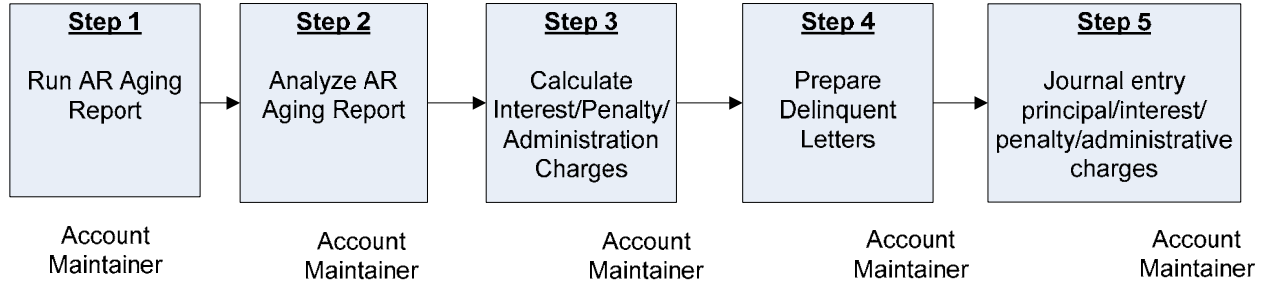 Step 1
Run AR Aging
Report
Step 2
Analyze AR
Aging Report
Step 3
Calculate
Interest/Penalty/
Administration
Charges
Step 4
Prepare
Delinquent
Letters
Step 5
Journal entry
principal/interest/
penalty/administrative
charges
Account
Maintainer
Account
Maintainer
Account
Maintainer
Account
Maintainer
Account
Maintainer